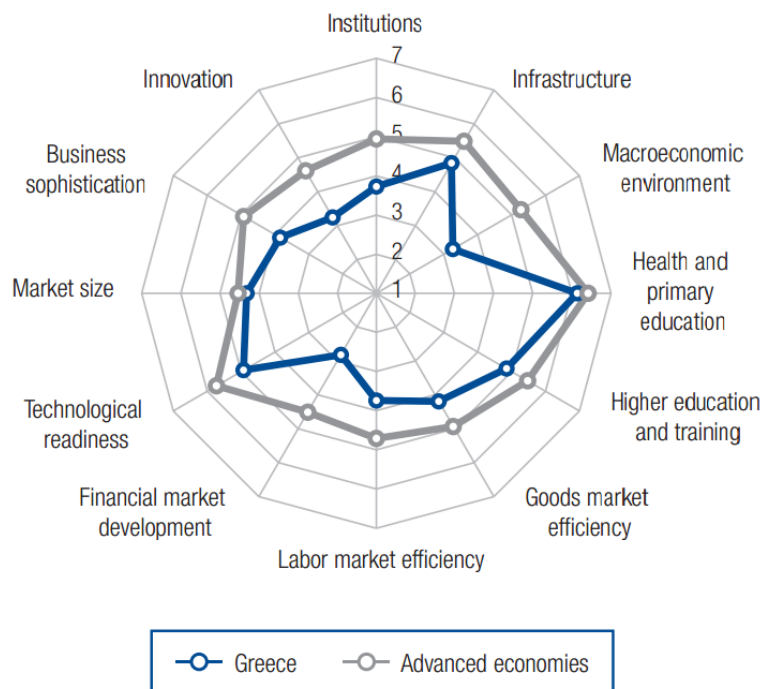 Institutions
7
6
5
4
3
2
1
Infrastructure
Macroeconomic
environment
Health and
primary
education
Higher education
and training
Goods market
efficiency
Labor market efficiency
Financial market
development
Technological
readiness
Market size
Business
sophistication
Innovation
Greece
Advanced economies